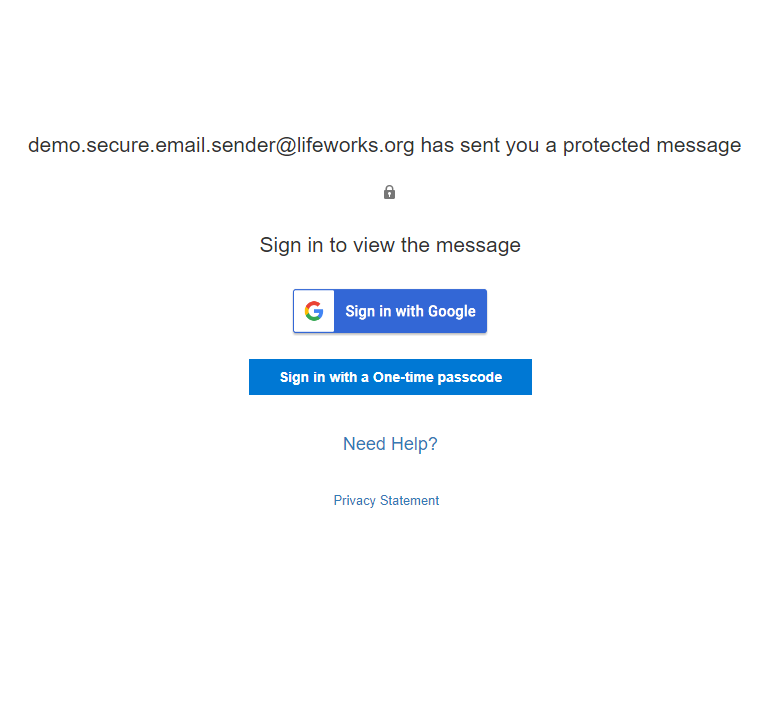 demo.secure.email.sender@lifeworks.org has sent you a protected message
Sign in to view the message
Sign in with Google
Sign in with a One-time passcode
Need Help?
Privacy Statement